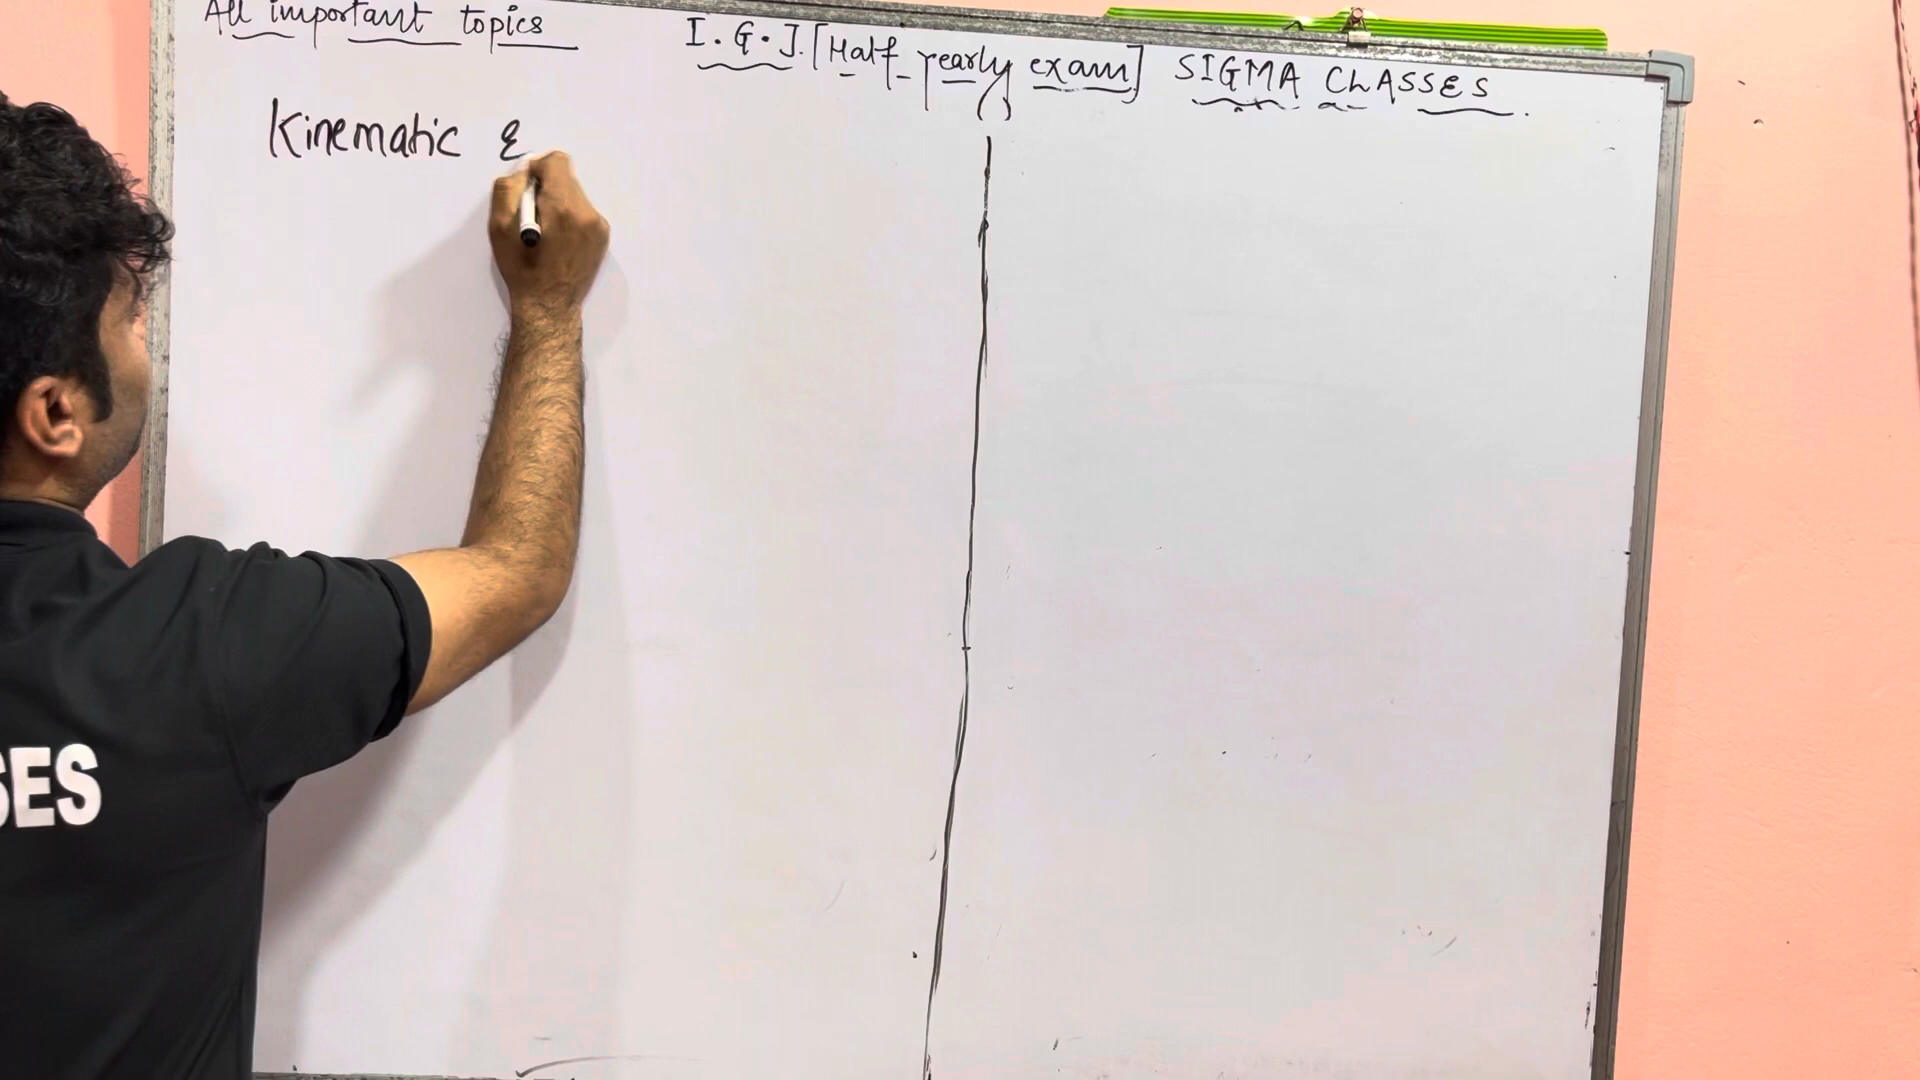 All important topics
I.G.J. [Half yearly exam] SIGMA CLASSES.
Kinematic E
SES